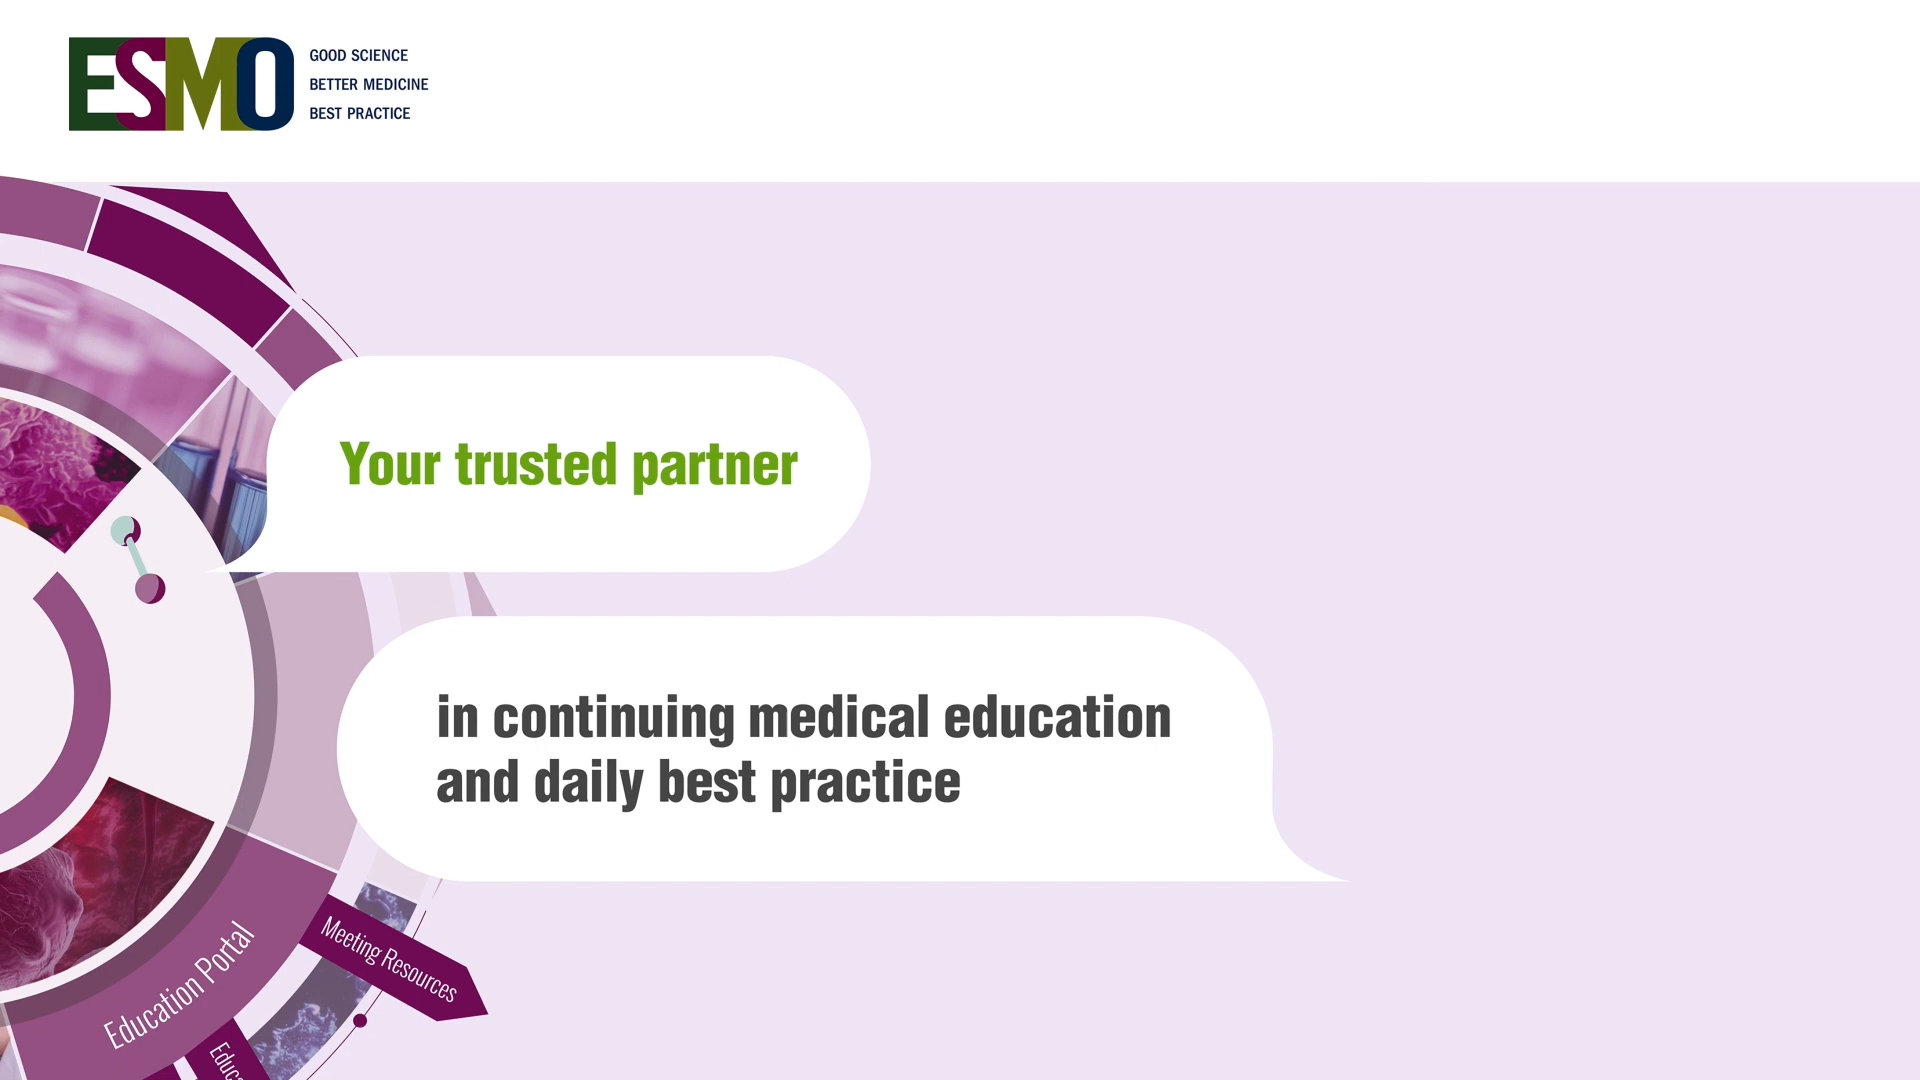 ESMO
GOOD SCIENCE
BETTER MEDICINE
BEST PRACTICE
Your trusted partner
in continuing medical education
and daily best practice
Meeting Resources
Education Portal